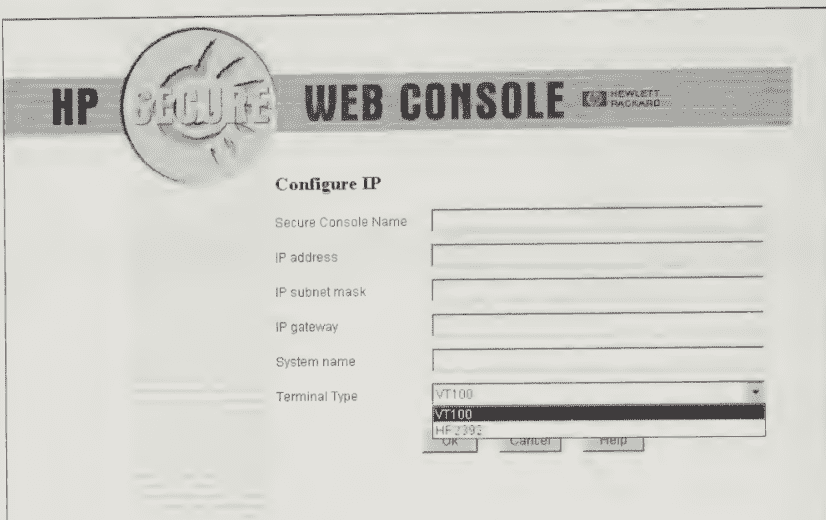 HP SECURE WEB CONSOLE HEWLETT PACKARD
Configure IP
Secure Console Name
IP address
IP subnet mask
IP gateway
System name
Terminal Type VT100
VT100
HP2392
Ok Cancel Help